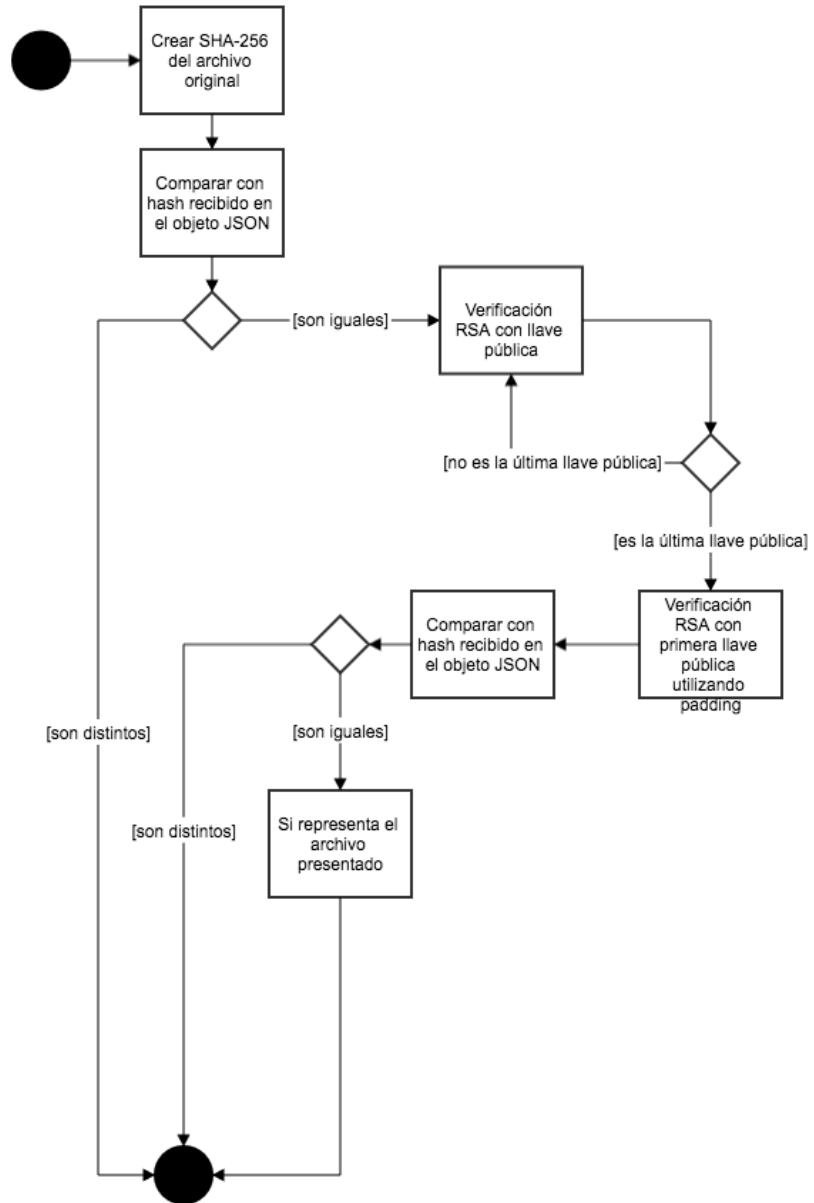 Crear SHA-256
del archivo
original
Comparar con
hash recibido en
el objeto JSON
[son iguales]
Verificación
RSA con llave
pública
[no es la última llave pública]
[es la última llave pública]
Verificación
RSA con
primera llave
pública
utilizando
padding
Comparar con
hash recibido en
el objeto JSON
[son distintos]
[son iguales]
Si representa el
archivo
presentado
[son distintos]